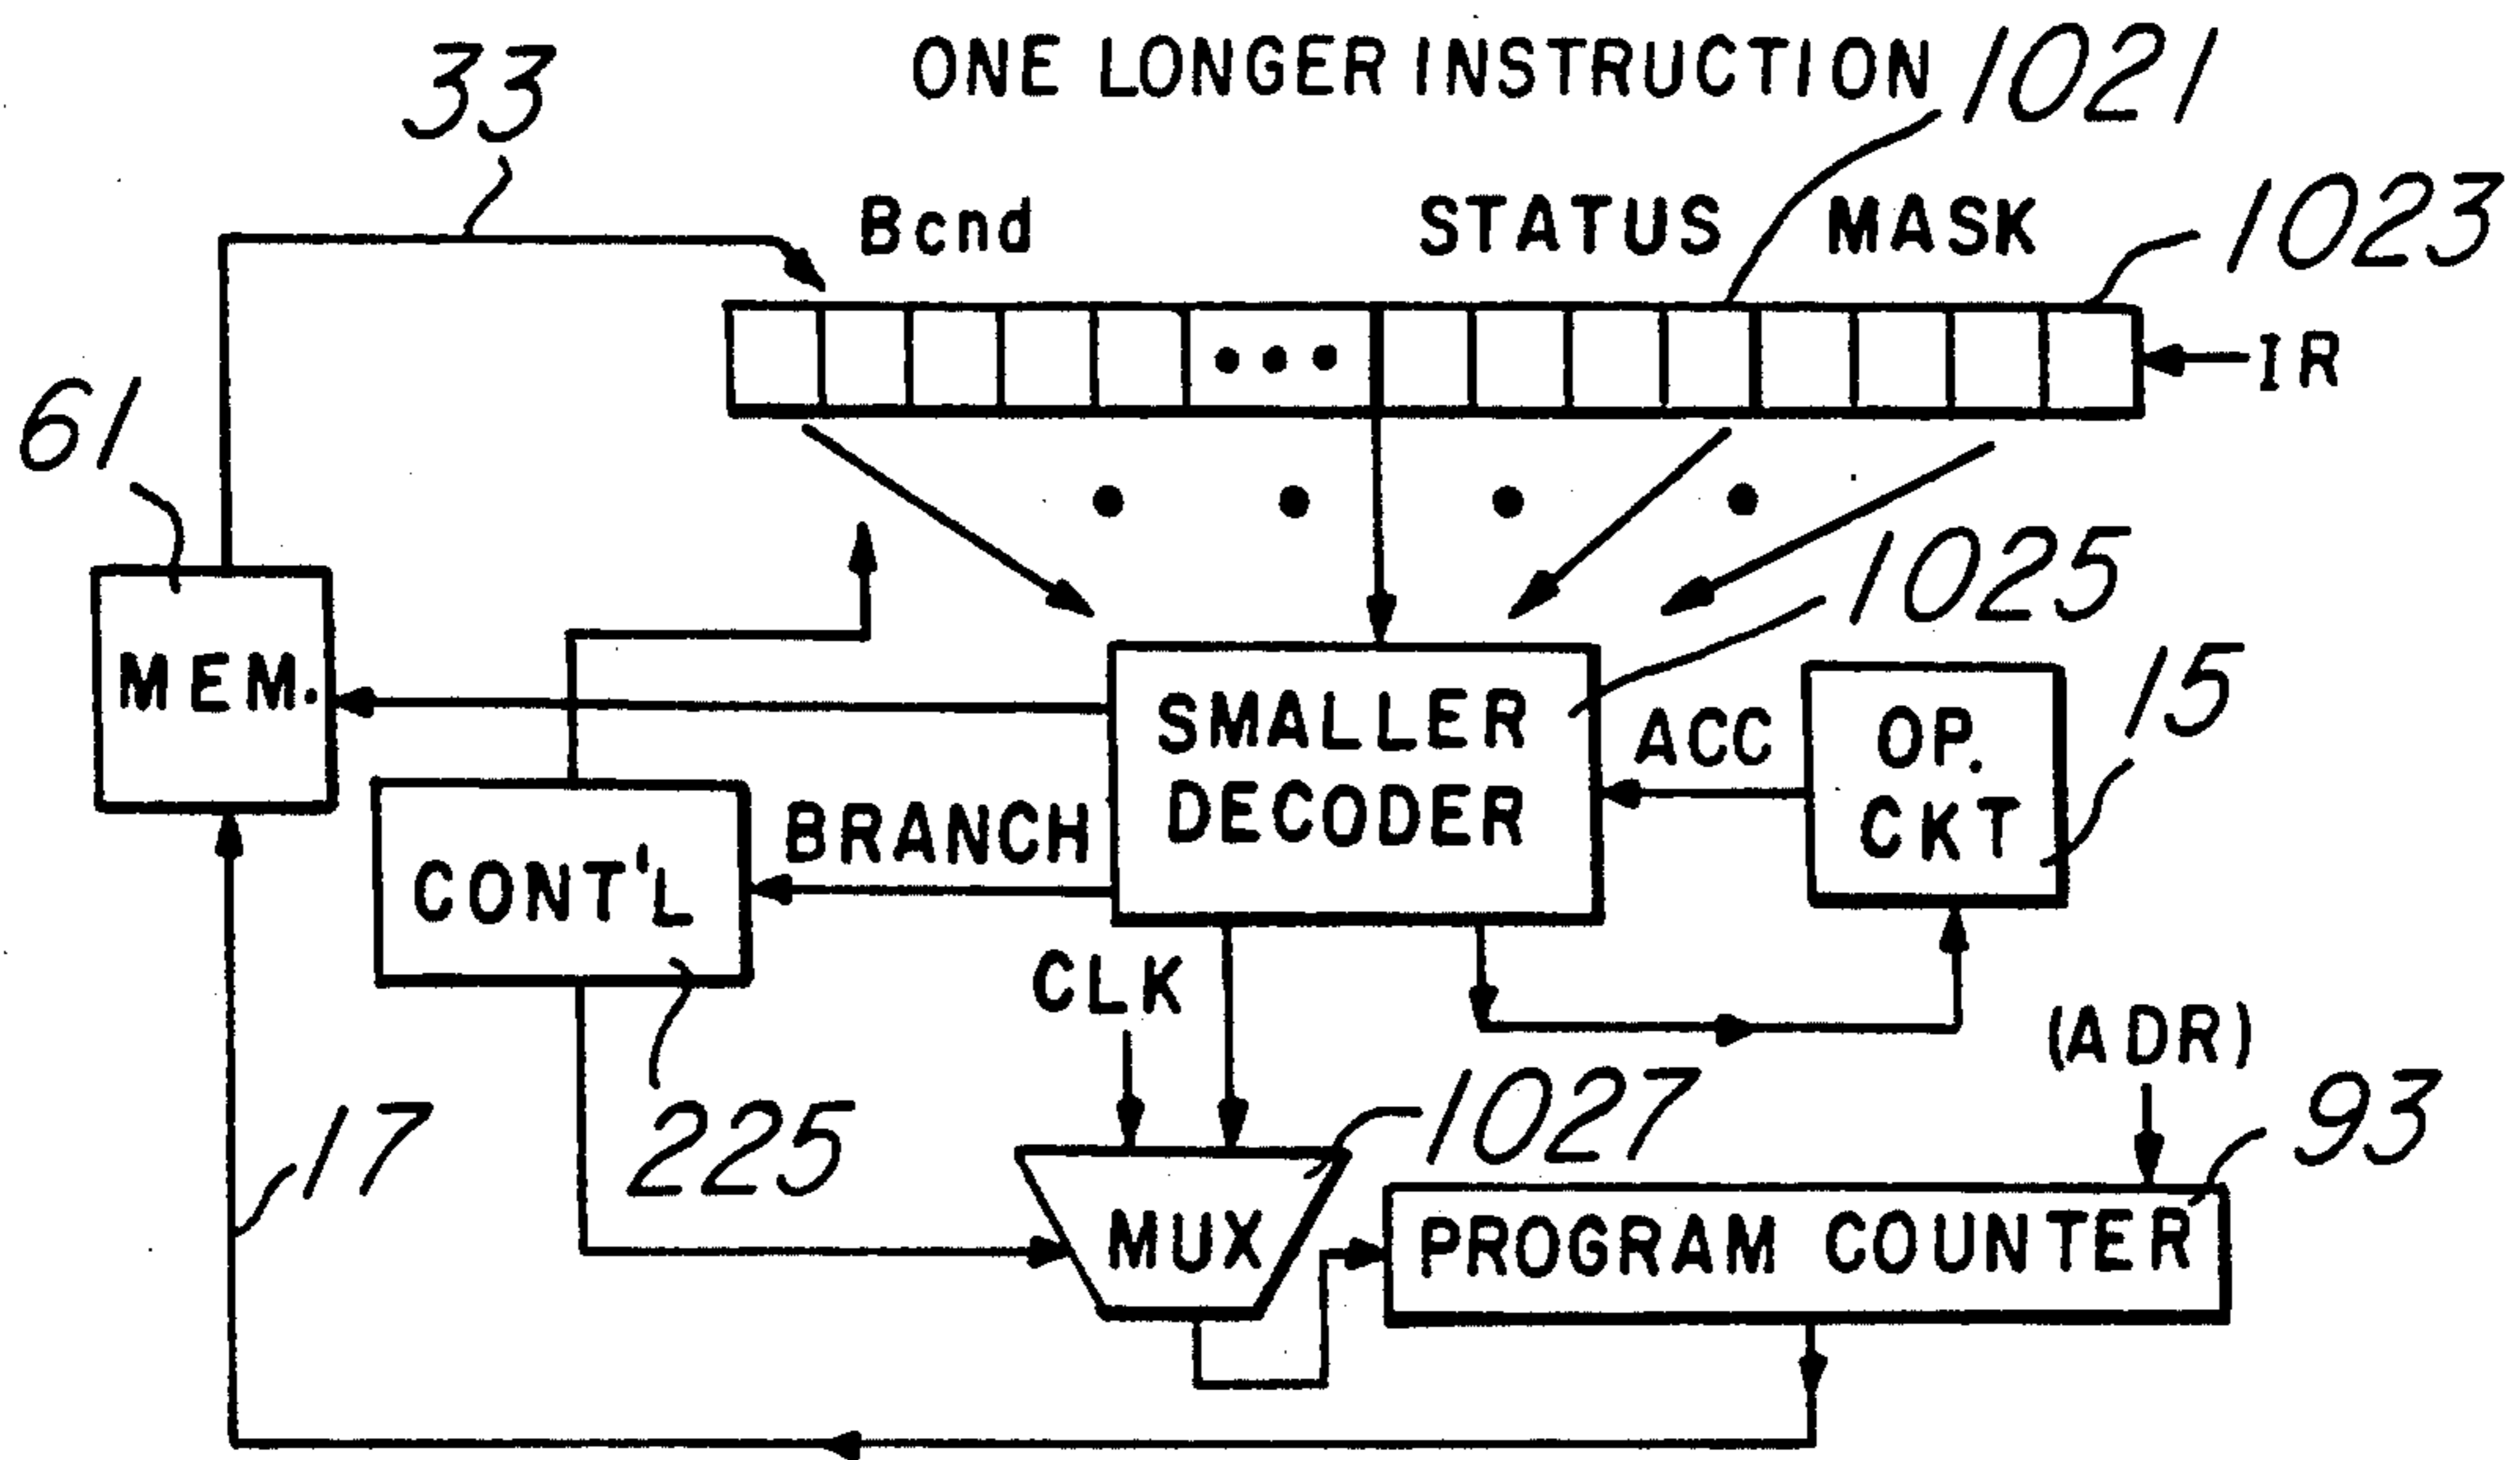 ONE LONGER INSTRUCTION
1021
33
Bcnd
STATUS MASK
1023
IR
61
1025
MEM.
SMALLER
DECODER
ACC
OP.
CKT
15
BRANCH
CONT'L
CLK
(ADR)
17
225
1027
93
MUX
PROGRAM COUNTER